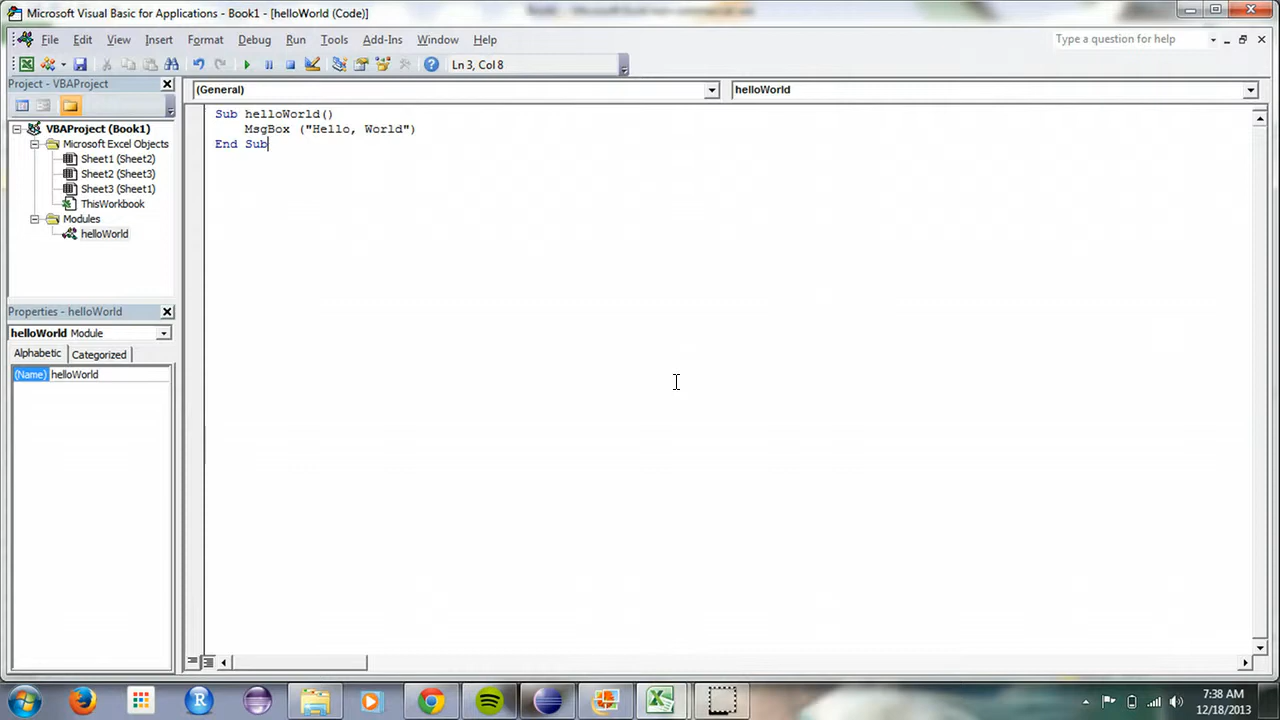 Microsoft Visual Basic for Applications - Book1 - [helloWorld (Code)]
File Edit View Insert Format Debug Run Tools Add-Ins Window Help
Type a question for help
Ln 3, Col 8
Project - VBAProject
(General)
helloWorld
VBAProject (Book1)
Microsoft Excel Objects
Sheet1 (Sheet2)
Sheet2 (Sheet3)
Sheet3 (Sheet1)
ThisWorkbook
Modules
helloWorld
Sub helloWorld()
MsgBox ("Hello, World")
End Sub
Properties - helloWorld
helloWorld Module
Alphabetic Categorized
(Name) helloWorld
7:38 AM
12/18/2013